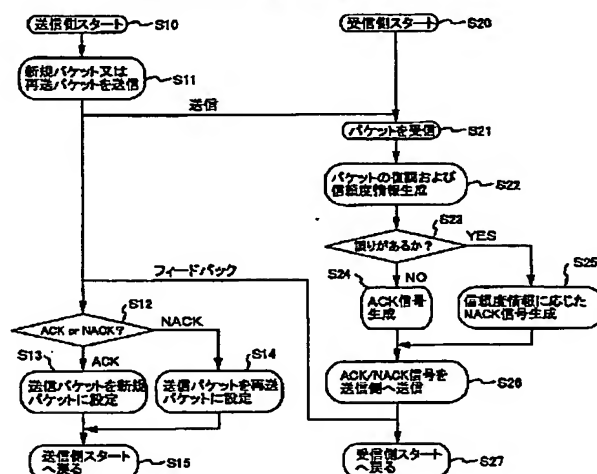 送信側スタート
S10
新規パケット又は
再送パケットを送信
S11
受信側スタート
S20
送信
パケットを受信
S21
パケットの復調および
信頼度情報生成
S22
S23
誤りがあるか?
YES
NO
S24
ACK信号
生成
S25
信頼度情報に応じた
NACK信号生成
フィードバック
S12
ACK or NACK?
NACK
ACK
S13
送信パケットを新規
パケットに設定
S14
送信パケットを再送
パケットに設定
ACK/NACK信号を
送信側へ送信
S26
送信側スタート
へ戻る
S15
受信側スタート
へ戻る
S27